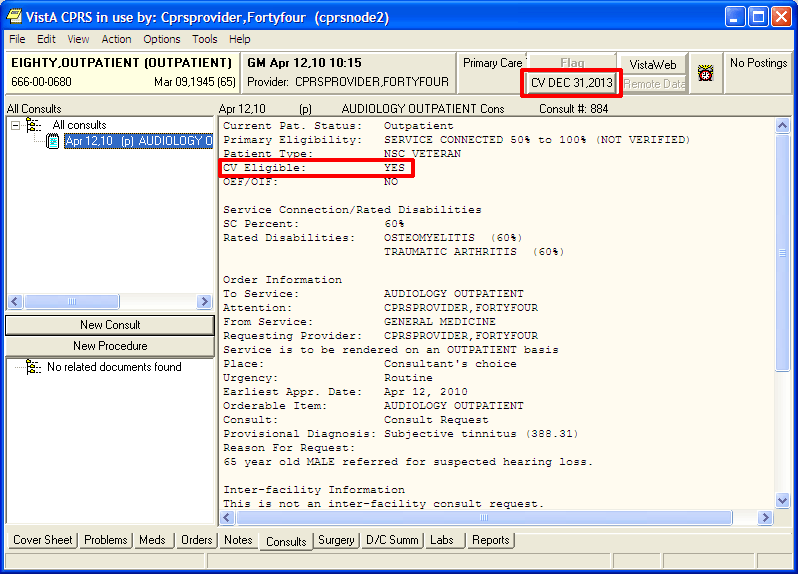 VistA CPRS in use by: Cprsprovider,Fortyfour (cprsnode2)
File Edit View Action Options Tools Help
EIGHTY,OUTPATIENT (OUTPATIENT)
666-00-0680 Mar 09,1945 (65)
GM Apr 12,10 10:15
Provider: CPRSPROVIDER,FORTYFOUR
Primary Care
Flag
CV DEC 31,2013
VistaWeb
Remote Data
No Postings
All Consults
All consults
Apr 12,10 (p) AUDIOLOGY O
New Consult
New Procedure
No related documents found
Apr 12,10 (p) AUDIOLOGY OUTPATIENT Cons Consult #: 884
Current Pat. Status: Outpatient
Primary Eligibility: SERVICE CONNECTED 50% to 100% (NOT VERIFIED)
Patient Type: NSC VETERAN
CV Eligible: YES
OEF/OIF: NO
Service Connection/Rated Disabilities
SC Percent: 60%
Rated Disabilities: OSTEOMYELITIS (60%)
TRAUMATIC ARTHRITIS (60%)
Order Information
To Service: AUDIOLOGY OUTPATIENT
Attention: CPRSPROVIDER,FORTYFOUR
From Service: GENERAL MEDICINE
Requesting Provider: CPRSPROVIDER,FORTYFOUR
Service is to be rendered on an OUTPATIENT basis
Place: Consultant's choice
Urgency: Routine
Earliest Appr. Date: Apr 12, 2010
Orderable Item: AUDIOLOGY OUTPATIENT
Consult: Consult Request
Provisional Diagnosis: Subjective tinnitus (388.31)
Reason For Request:
65 year old MALE referred for suspected hearing loss.
Inter-facility Information
This is not an inter-facility consult request.
Cover Sheet Problems Meds Orders Notes Consults Surgery D/C Summ Labs Reports